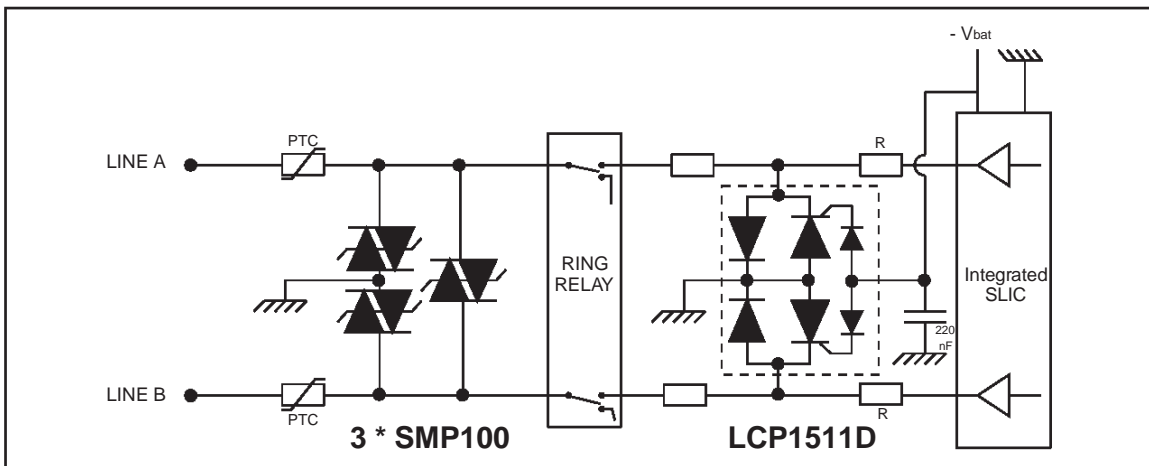 - Vbat
PTC
LINE A
R
RING
RELAY
Integrated
SLIC
220
nF
LINE B
PTC
R
3 * SMP100
LCP1511D